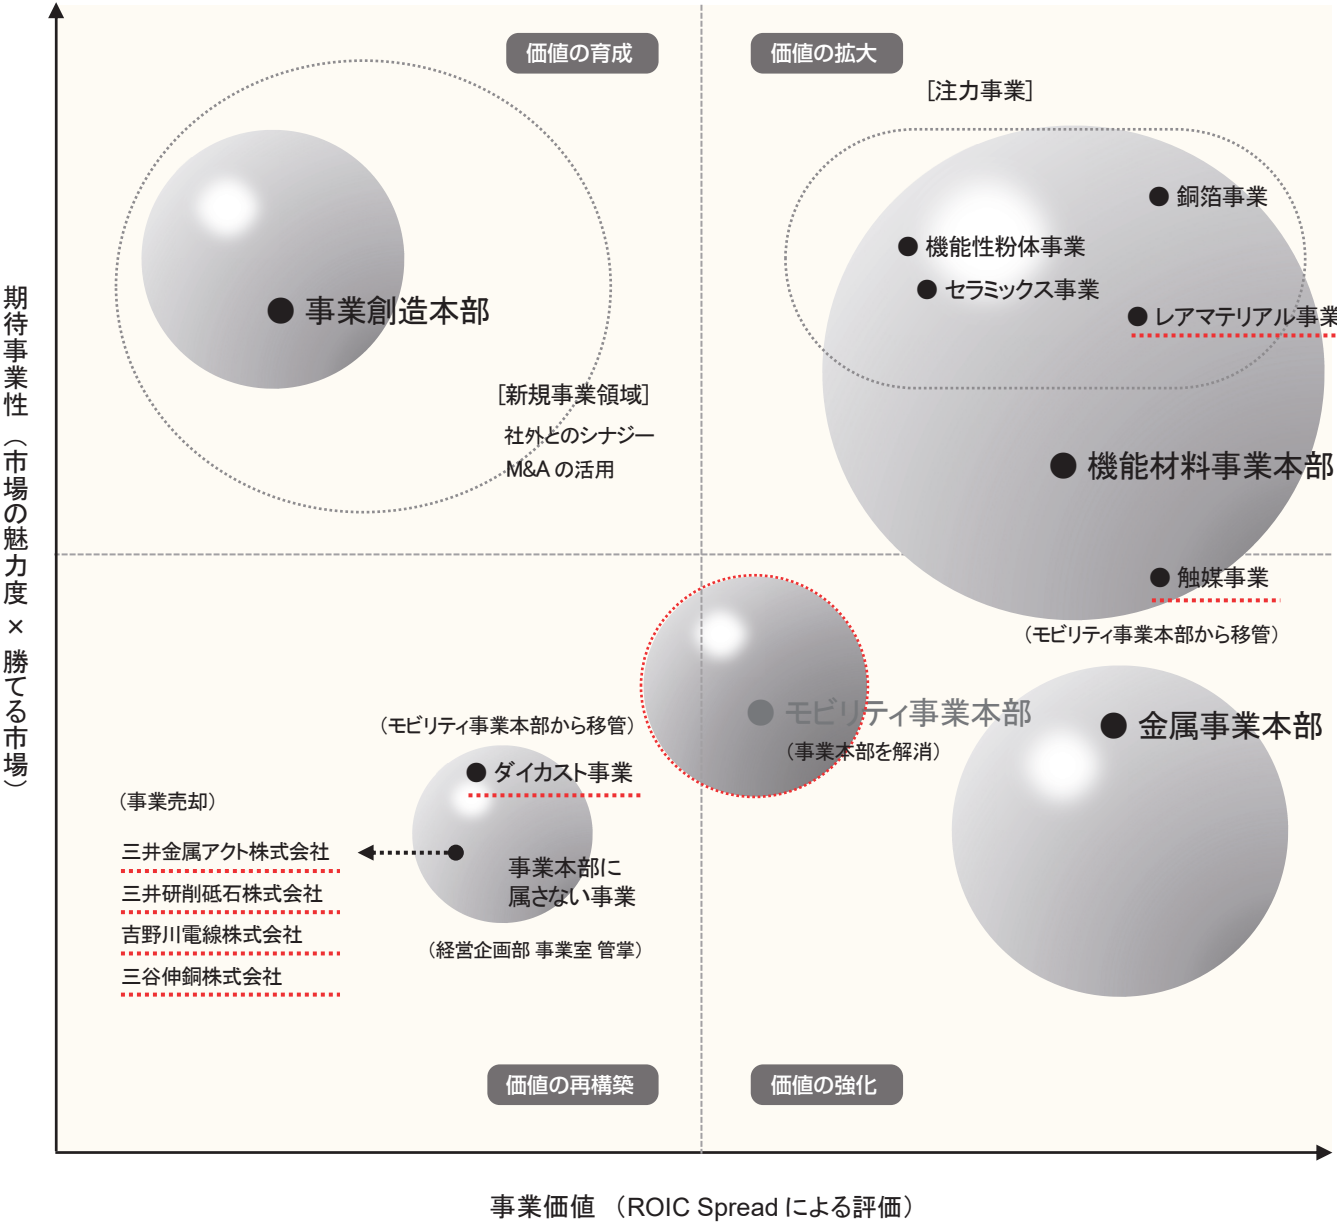 価値の育成
価値の拡大
[注力事業]
銅箔事業
機能性粉体事業
セラミックス事業
レアマテリアル事業
事業創造本部
[新規事業領域]
社外とのシナジー
M&Aの活用
機能材料事業本部
触媒事業
（モビリティ事業本部から移管）
期待事業性（市場の魅力度×勝てる市場）
モビリティ事業本部
（事業本部を解消）
金属事業本部
（モビリティ事業本部から移管）
ダイカスト事業
（事業売却）
三井金属アクト株式会社
三井研削砥石株式会社
吉野川電線株式会社
三谷伸銅株式会社
事業本部に
属さない事業
（経営企画部 事業室 管掌）
価値の再構築
価値の強化
事業価値 （ROIC Spreadによる評価）